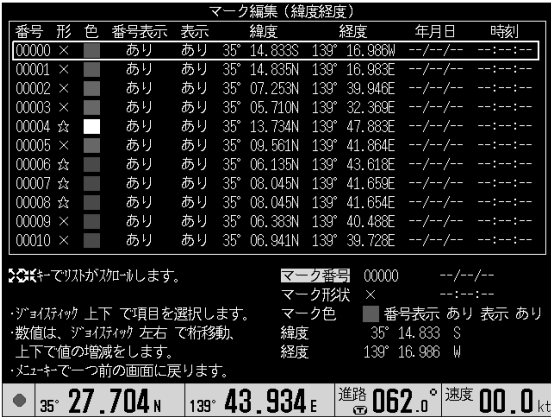 マーク編集（緯度経度）
番号 形 色 番号表示 表示 緯度 経度 年月日 時刻
00000 × あり あり 35° 14.833S 139° 16.986W --/--/-- --:--:--
00001 × あり あり 35° 14.835N 139° 16.983E --/--/-- --:--:--
00002 × あり あり 35° 07.253N 139° 39.946E --/--/-- --:--:--
00003 × あり あり 35° 05.710N 139° 32.369E --/--/-- --:--:--
00004 ☆ あり あり 35° 13.734N 139° 47.883E --/--/-- --:--:--
00005 × あり あり 35° 09.561N 139° 41.864E --/--/-- --:--:--
00006 ☆ あり あり 35° 06.135N 139° 43.618E --/--/-- --:--:--
00007 ☆ あり あり 35° 08.045N 139° 41.659E --/--/-- --:--:--
00008 ☆ あり あり 35° 08.045N 139° 41.654E --/--/-- --:--:--
00009 × あり あり 35° 06.383N 139° 40.488E --/--/-- --:--:--
00010 × あり あり 35° 06.941N 139° 39.728E --/--/-- --:--:--
キーでリストがスクロールします。
・ジョイスティック 上下 で項目を選択します。
・数値は、ジョイスティック 左右 で桁移動、
上下で値の増減をします。
・メニューキーで一つ前の画面に戻ります。
マーク番号 00000 --/--/--
マーク形状 × --:--:--
マーク色 番号表示 あり 表示 あり
緯度 35° 14.833 S
経度 139° 16.986 W
35° 27.704 N 139° 43.934 E 進路 T 062.0° 速度 00.0 kt